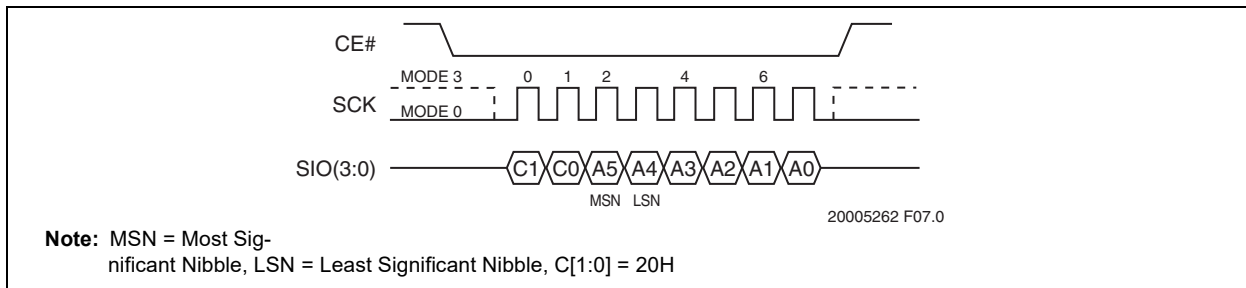 CE#
MODE 3 0 1 2 4 6
SCK
MODE 0
SIO(3:0) C1 C0 A5 A4 A3 A2 A1 A0
MSN LSN
20005262 F07.0
Note: MSN = Most Sig-
nificant Nibble, LSN = Least Significant Nibble, C[1:0] = 20H